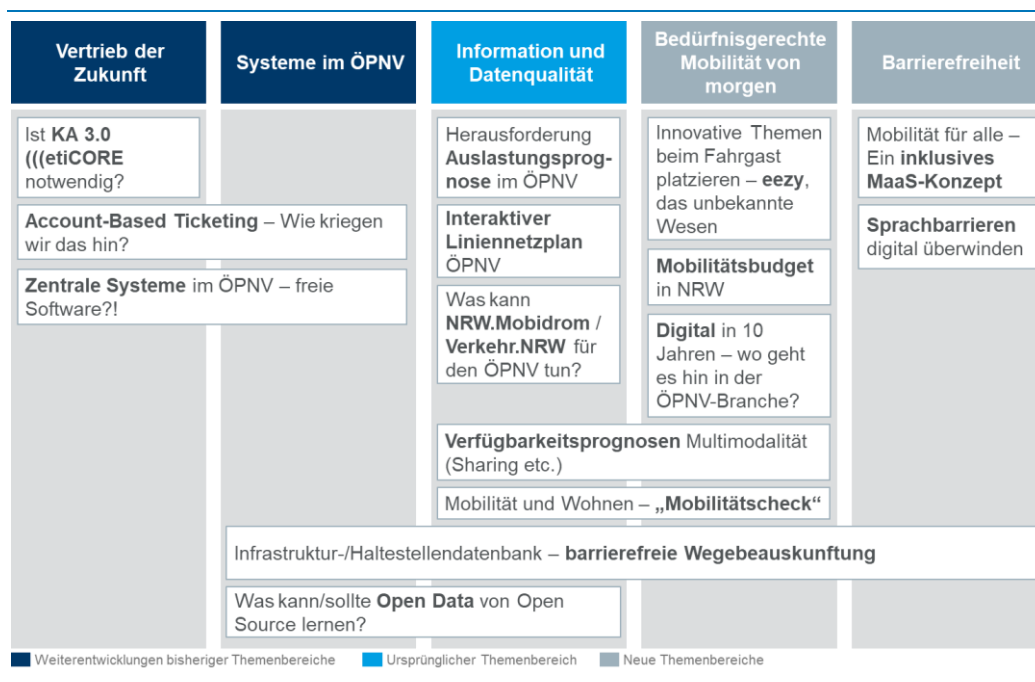 Vertrieb der
Zukunft
Systeme im ÖPNV
Information und
Datenqualität
Bedürfnisgerechte
Mobilität von
morgen
Barrierefreiheit
Ist KA 3.0
(((etiCORE
notwendig?
Account-Based Ticketing – Wie kriegen
wir das hin?
Zentrale Systeme im ÖPNV – freie
Software?!
Herausforderung
Auslastungsprog-
nose im ÖPNV
Interaktiver
Liniennetzplan
ÖPNV
Was kann
NRW.Mobidrom /
Verkehr.NRW für
den ÖPNV tun?
Innovative Themen
beim Fahrgast
platzieren – eezy,
das unbekannte
Wesen
Mobilitätsbudget
in NRW
Digital in 10
Jahren – wo geht
es hin in der
ÖPNV-Branche?
Mobilität für alle –
Ein inklusives
MaaS-Konzept
Sprachbarrieren
digital überwinden
Verfügbarkeitsprognosen Multimodalität
(Sharing etc.)
Mobilität und Wohnen – „Mobilitätscheck“
Infrastruktur-/Haltestellendatenbank – barrierefreie Wegebeauskunftung
Was kann/sollte Open Data von Open
Source lernen?
Weiterentwicklungen bisheriger Themenbereiche
Ursprünglicher Themenbereich
Neue Themenbereiche